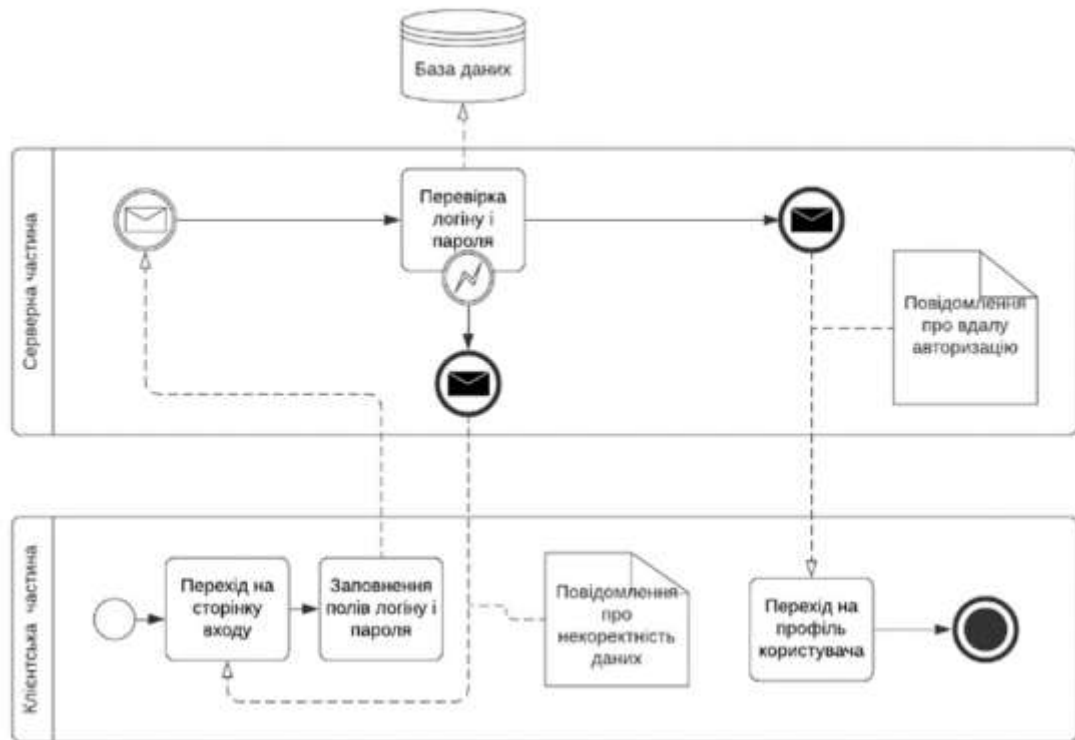 База даних
Серверна частина
Перевірка
логіну і
пароля
Повідомлення
про вдалу
авторизацію
Клієнтська частина
Перехід на
сторінку
входу
Заповнення
полів логіну і
пароля
Повідомлення
про
некоректність
даних
Перехід на
профіль
користувача